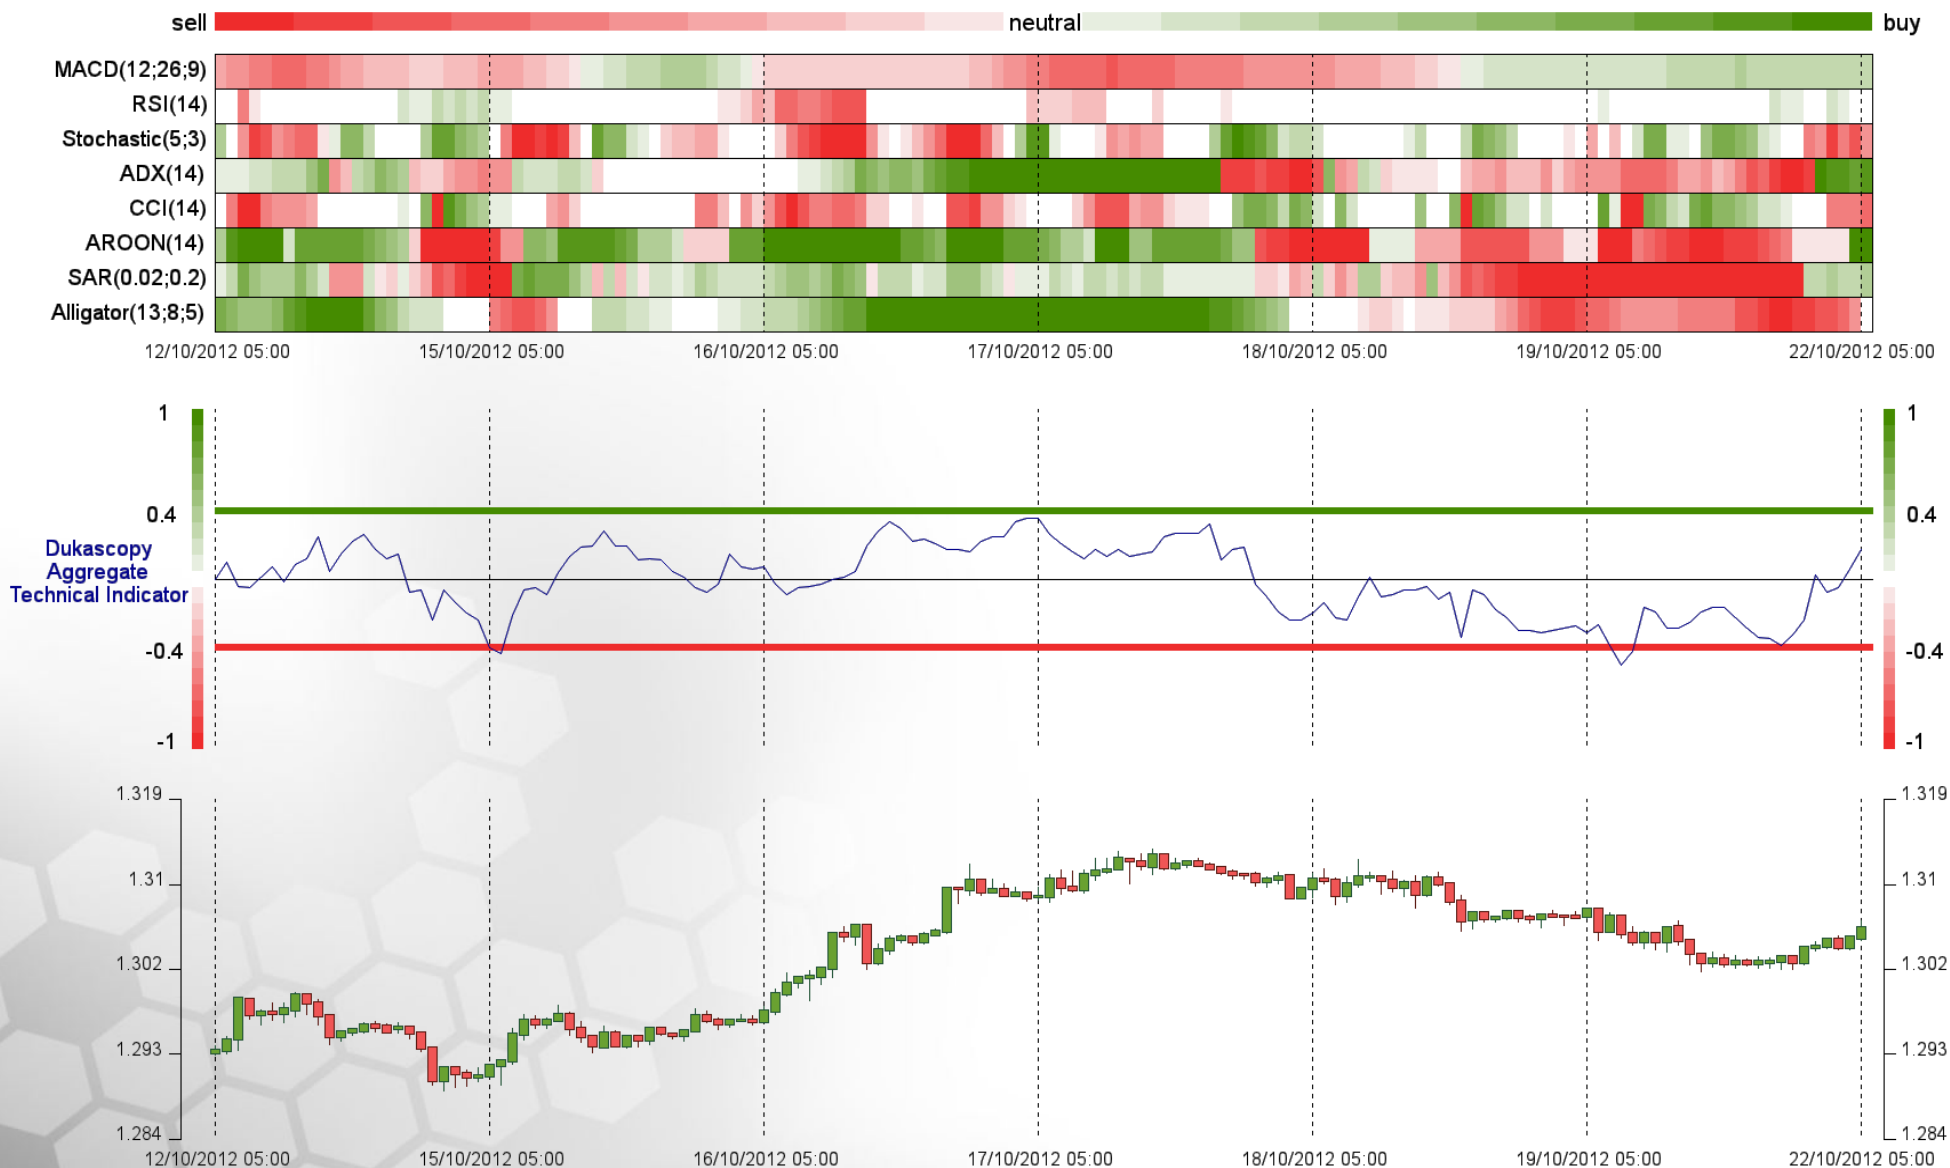 sell neutral buy
MACD(12;26;9)
RSI(14)
Stochastic(5;3)
ADX(14)
CCI(14)
AROON(14)
SAR(0.02;0.2)
Alligator(13;8;5)
12/10/2012 05:00 15/10/2012 05:00 16/10/2012 05:00 17/10/2012 05:00 18/10/2012 05:00 19/10/2012 05:00 22/10/2012 05:00
1 1
0.4 0.4
Dukascopy
Aggregate
Technical Indicator
-0.4 -0.4
-1 -1
1.319 1.319
1.31 1.31
1.302 1.302
1.293 1.293
1.284 1.284
12/10/2012 05:00 15/10/2012 05:00 16/10/2012 05:00 17/10/2012 05:00 18/10/2012 05:00 19/10/2012 05:00 22/10/2012 05:00